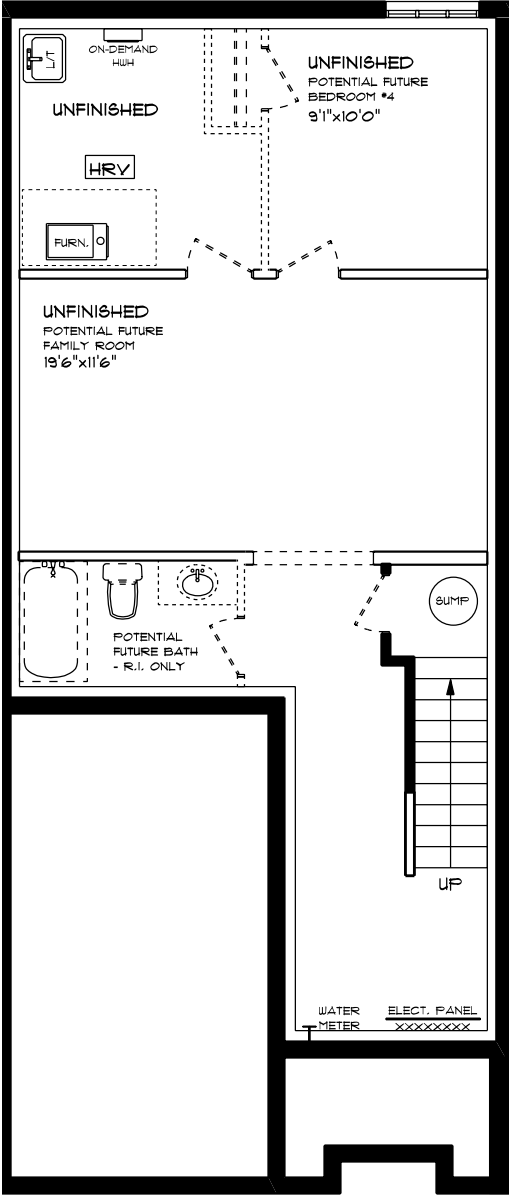 L/T
ON-DEMAND
HWH
UNFINISHED
HRV
FURN.
UNFINISHED
POTENTIAL FUTURE
BEDROOM #4
9'1"x10'0"
UNFINISHED
POTENTIAL FUTURE
FAMILY ROOM
19'6"x11'6"
POTENTIAL
FUTURE BATH
- R.I. ONLY
SUMP
UP
WATER
METER
ELECT. PANEL
XXXXXXXX